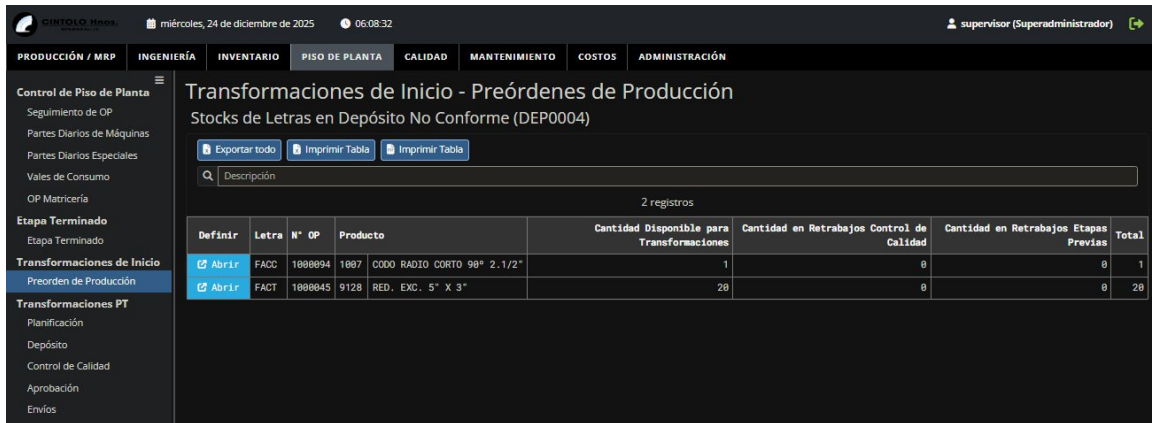 CINTOLO Hnos.
miércoles, 24 de diciembre de 2025
06:08:32
supervisor (Superadministrador)
PRODUCCIÓN / MRP INGENIERÍA INVENTARIO PISO DE PLANTA CALIDAD MANTENIMIENTO COSTOS ADMINISTRACIÓN
Control de Piso de Planta
Seguimiento de OP
Partes Diarios de Máquinas
Partes Diarios Especiales
Vales de Consumo
OP Matricería
Etapa Terminado
Etapa Terminado
Transformaciones de Inicio
Preorden de Producción
Transformaciones PT
Planificación
Depósito
Control de Calidad
Aprobación
Envíos
Transformaciones de Inicio - Preórdenes de Producción
Stocks de Letras en Depósito No Conforme (DEP0004)
Exportar todo Imprimir Tabla Imprimir Tabla
Descripción
2 registros
Definir Letra N° OP Producto Cantidad Disponible para Transformaciones Cantidad en Retrabajos Control de Calidad Cantidad en Retrabajos Etapas Previas Total
Abrir FACC 1000094 1007 CODO RADIO CORTO 90° 2.1/2" 1 0 0 1
Abrir FACT 1000045 9128 RED. EXC. 5" X 3" 20 0 0 20